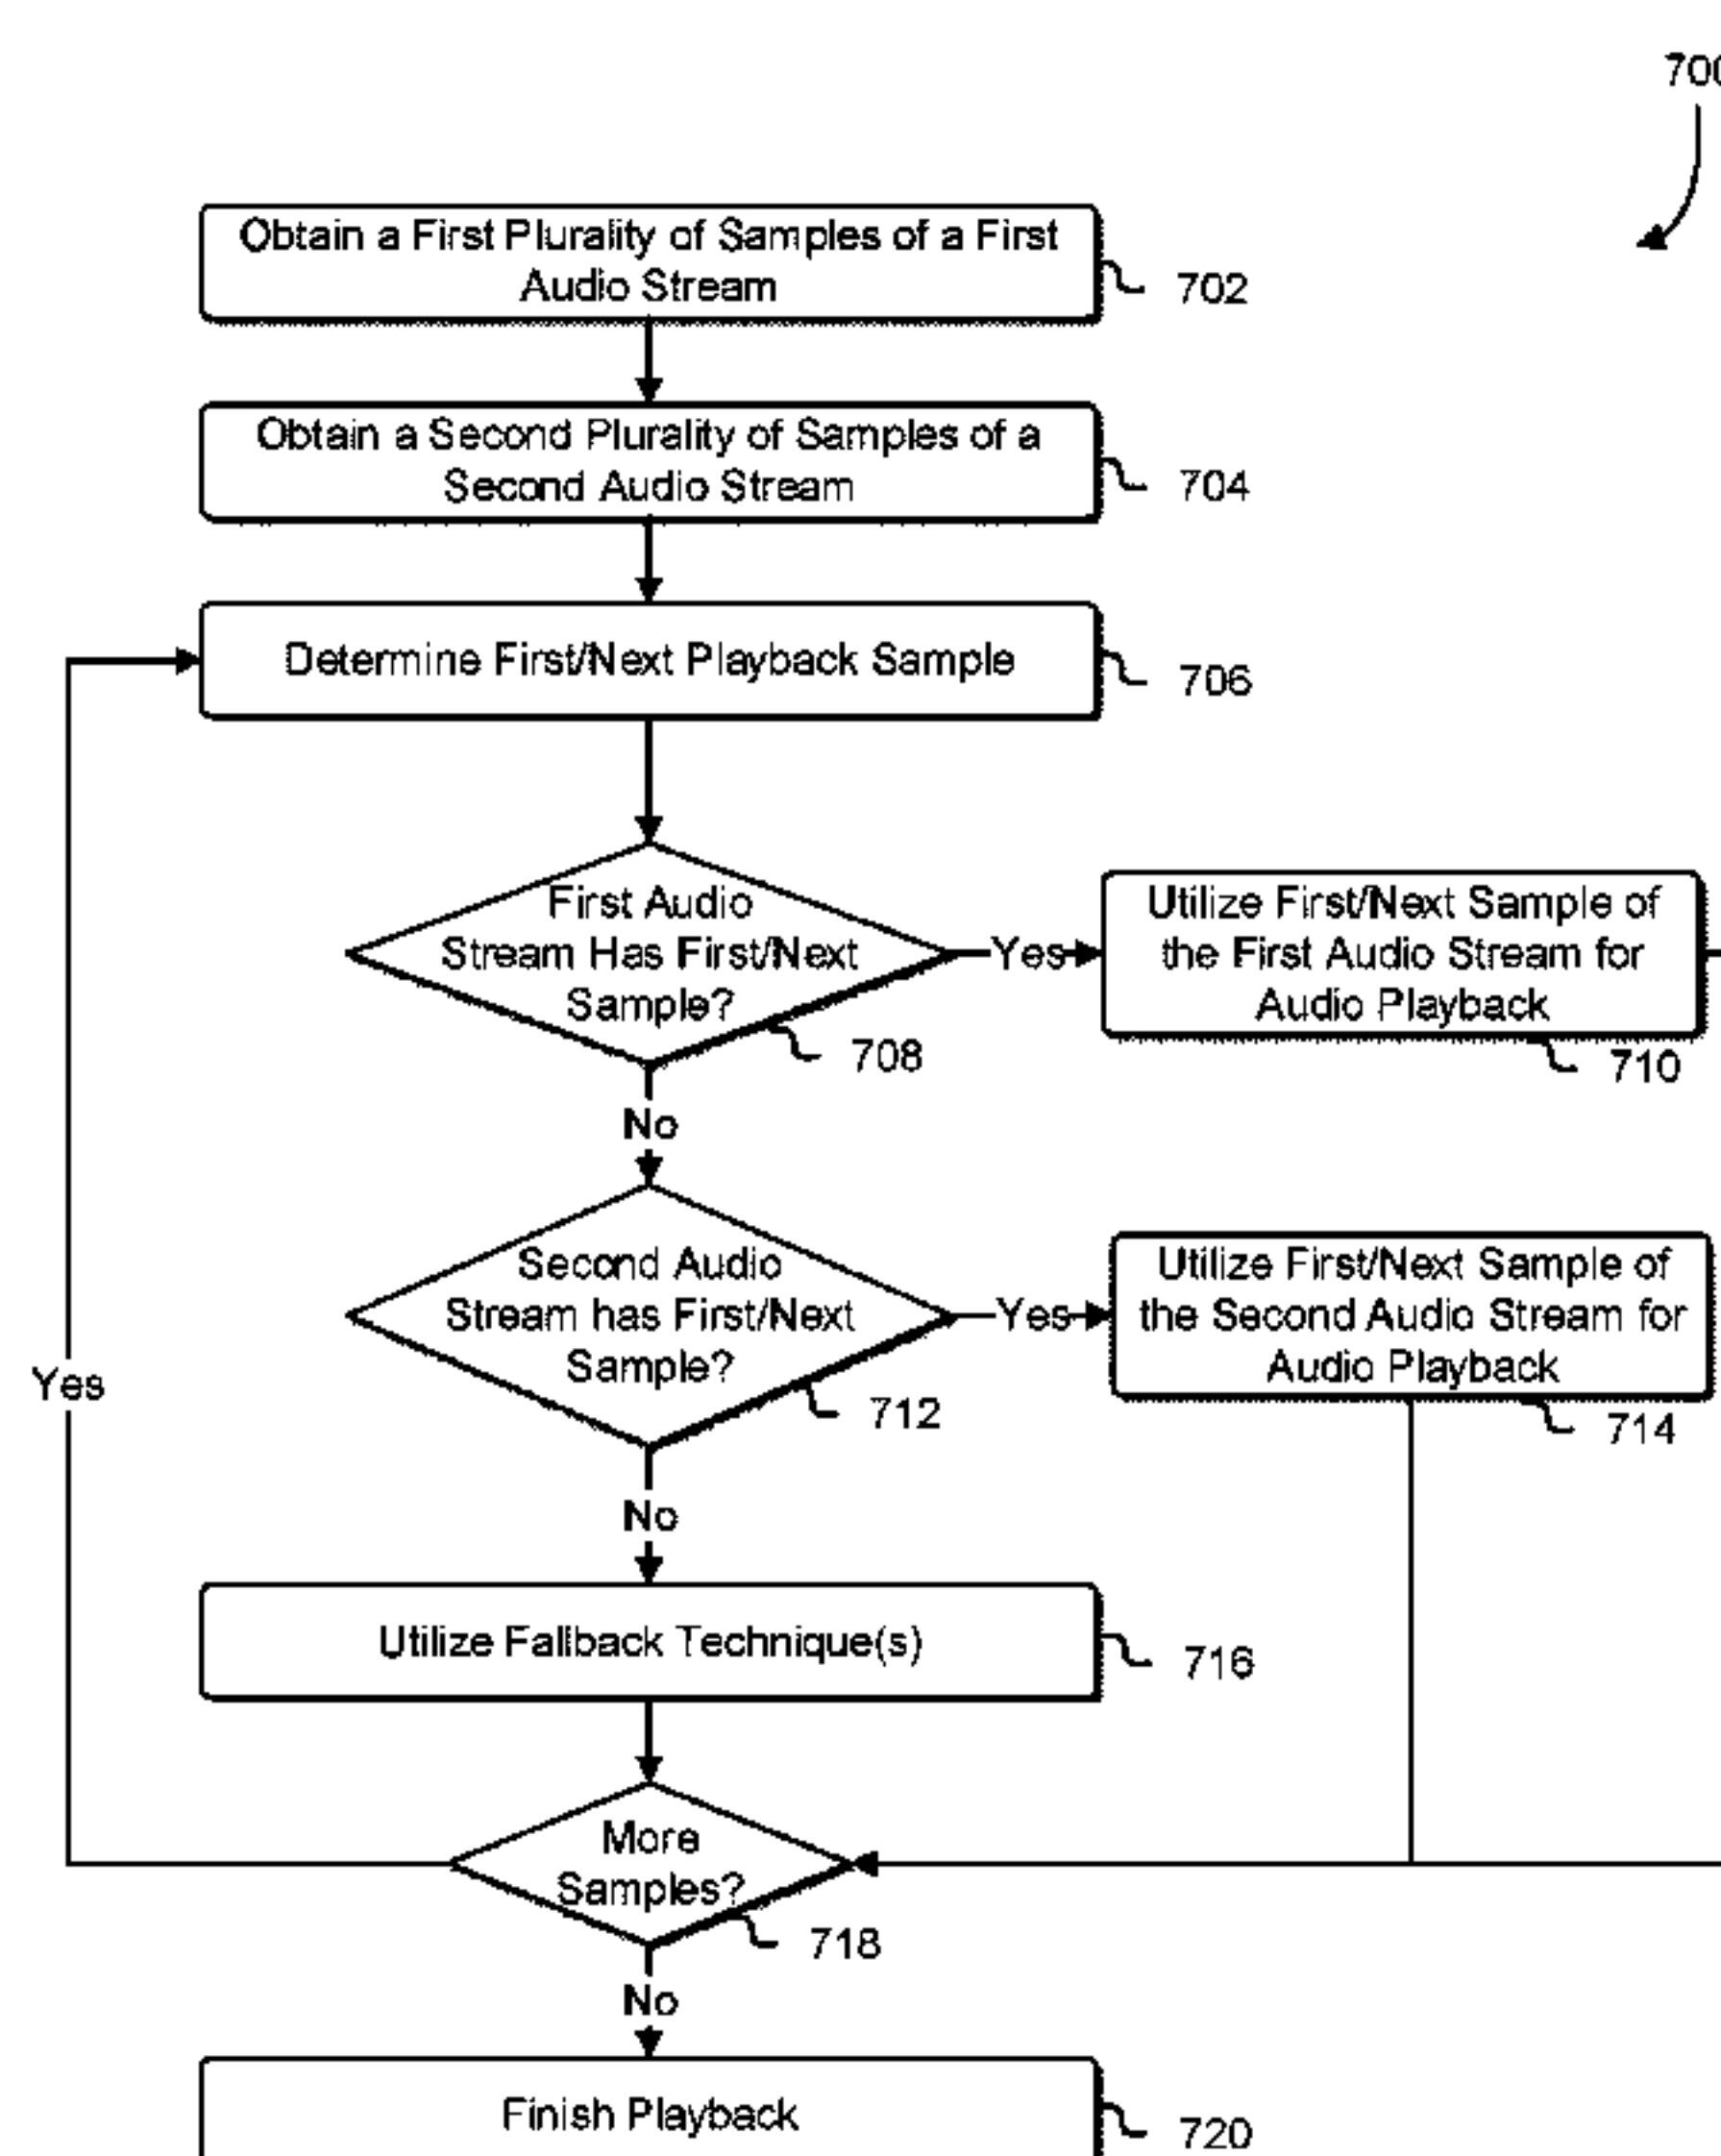 700
Obtain a First Plurality of Samples of a First
Audio Stream
702
Obtain a Second Plurality of Samples of a
Second Audio Stream
704
Determine First/Next Playback Sample
706
First Audio
Stream Has First/Next
Sample?
708
Yes
Utilize First/Next Sample of
the First Audio Stream for
Audio Playback
710
No
Second Audio
Stream has First/Next
Sample?
712
Yes
Utilize First/Next Sample of
the Second Audio Stream for
Audio Playback
714
Yes
No
Utilize Fallback Technique(s)
716
More
Samples?
718
No
Finish Playback
720